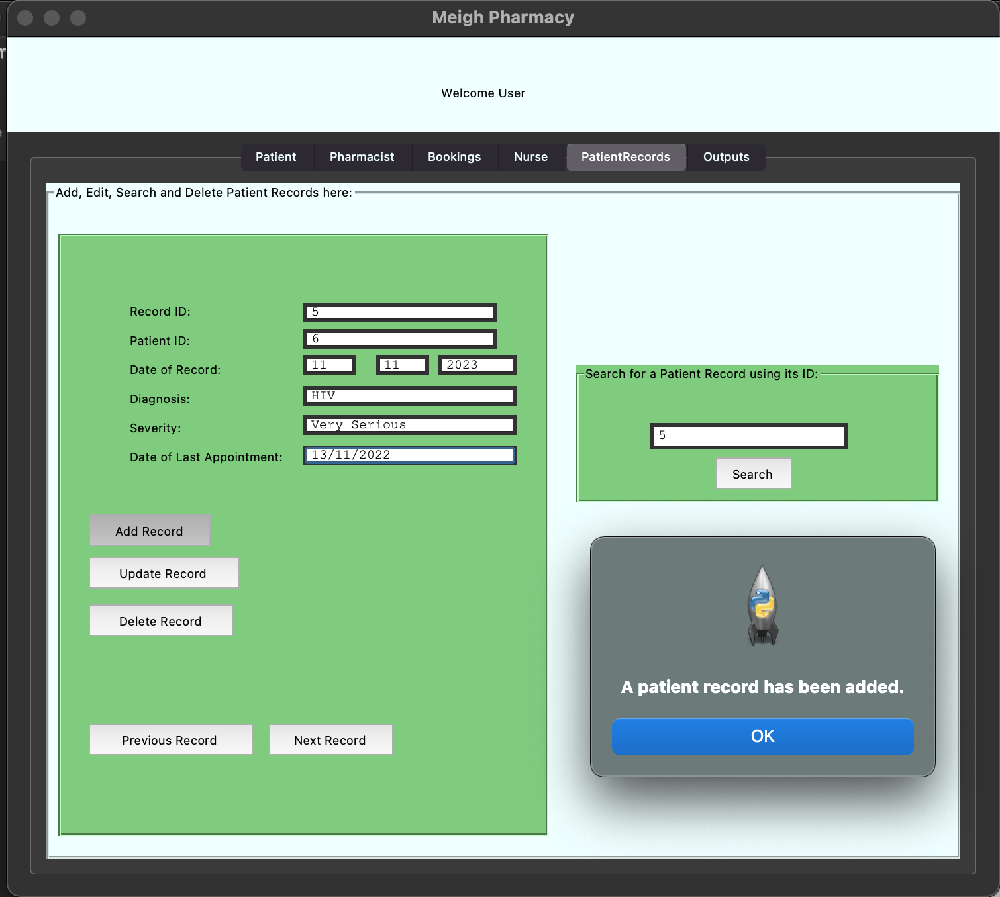 Meigh Pharmacy
Welcome User
Patient Pharmacist Bookings Nurse PatientRecords Outputs
Add, Edit, Search and Delete Patient Records here:
Record ID: 5
Patient ID: 6
Date of Record: 11 11 2023
Diagnosis: HIV
Severity: Very Serious
Date of Last Appointment: 13/11/2022
Add Record
Update Record
Delete Record
Previous Record Next Record
Search for a Patient Record using its ID:
5
Search
A patient record has been added.
OK